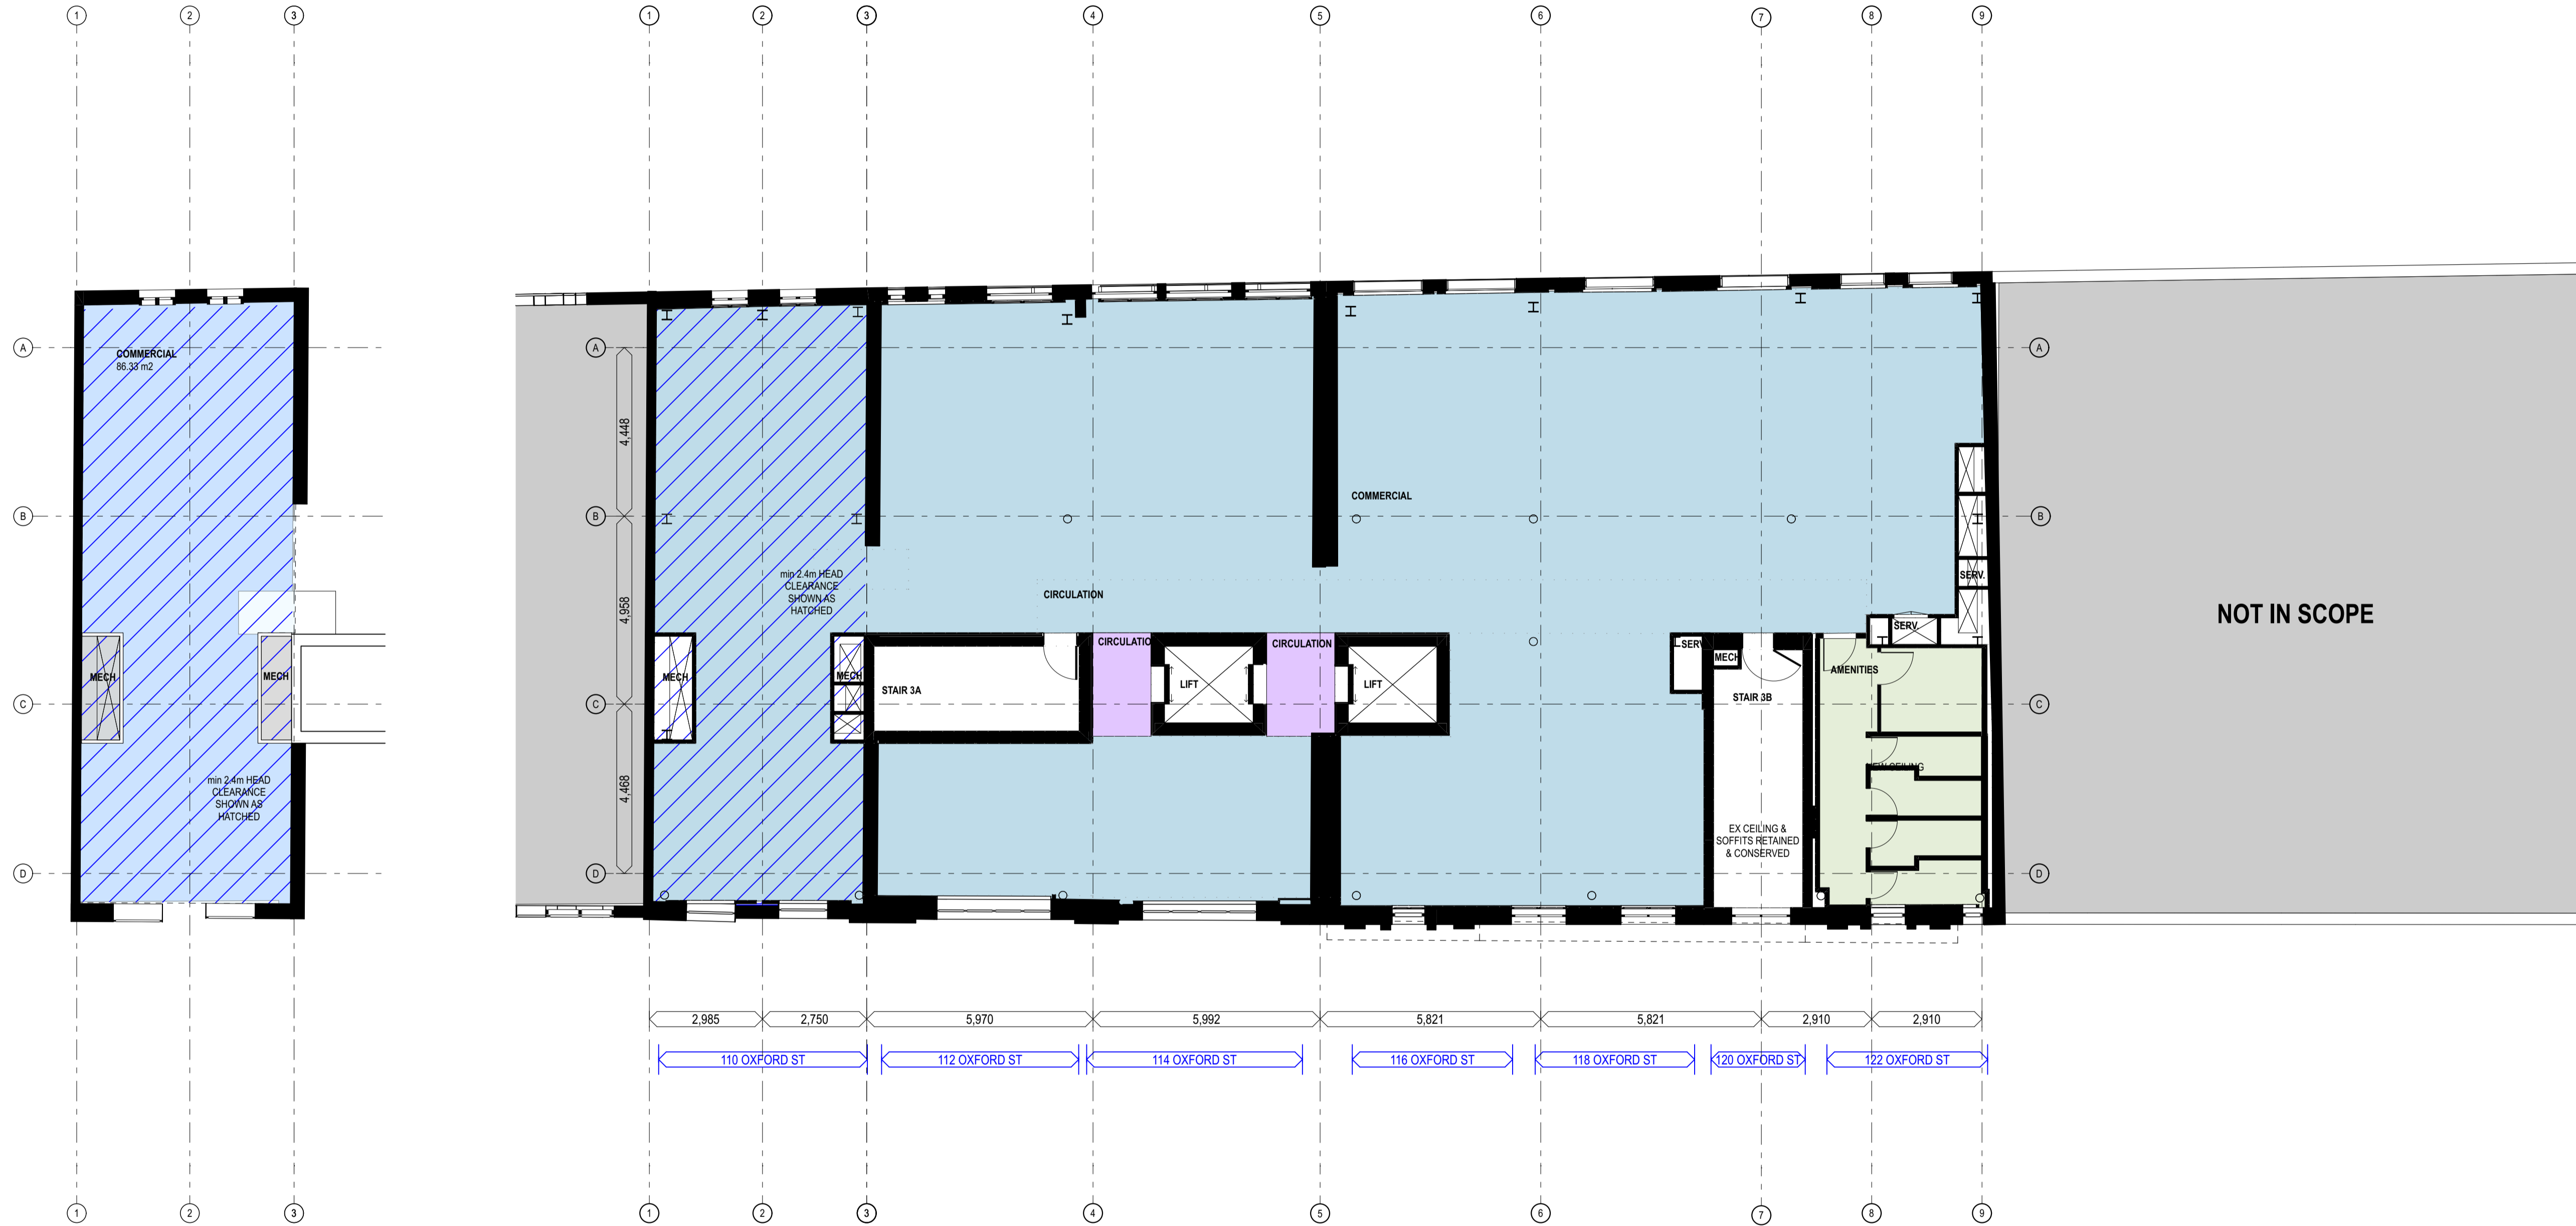 1 2 3 1 2 3 4 5 6 7 8 9
A A A
COMMERCIAL
86.33 m2
4,448
COMMERCIAL
B B B
min 2.4m HEAD
CLEARANCE
SHOWN AS
HATCHED
4,958
CIRCULATION
SERV.
NOT IN SCOPE
SERV.
CIRCULATIO
CIRCULATION
SERV
MECH
MECH
MECH
MECH
MECH
AMENITIES
LIFT
LIFT
STAIR 3A
STAIR 3B
C C C
min 2.4m HEAD
CLEARANCE
SHOWN AS
HATCHED
4,468
EX CEILING &
SOFFITS RETAINED
& CONSERVED
D D D
2,985 2,750 5,970 5,992 5,821 5,821 2,910 2,910
110 OXFORD ST 112 OXFORD ST 114 OXFORD ST 116 OXFORD ST 118 OXFORD ST 120 OXFORD ST 122 OXFORD ST
1 2 3 1 2 3 4 5 6 7 8 9